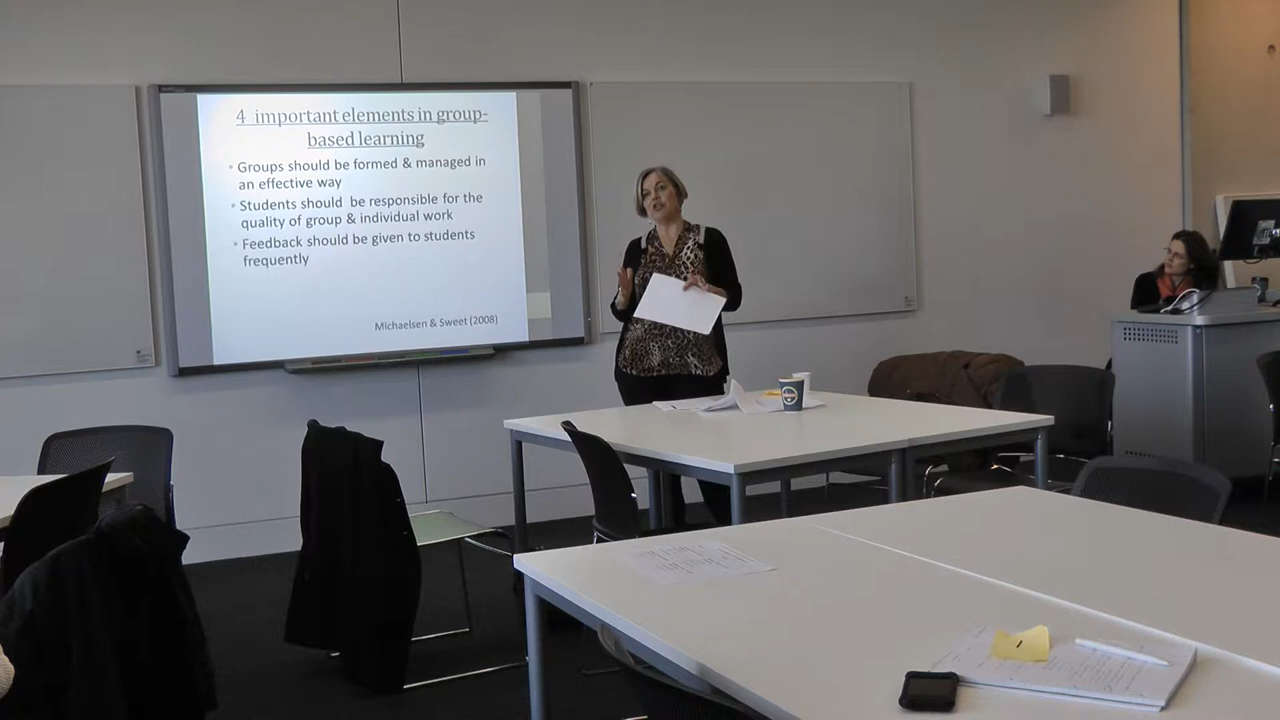 4 important elements in group-
based learning
• Groups should be formed & managed in
an effective way
• Students should be responsible for the
quality of group & individual work
• Feedback should be given to students
frequently
Michaelsen & Sweet (2008)